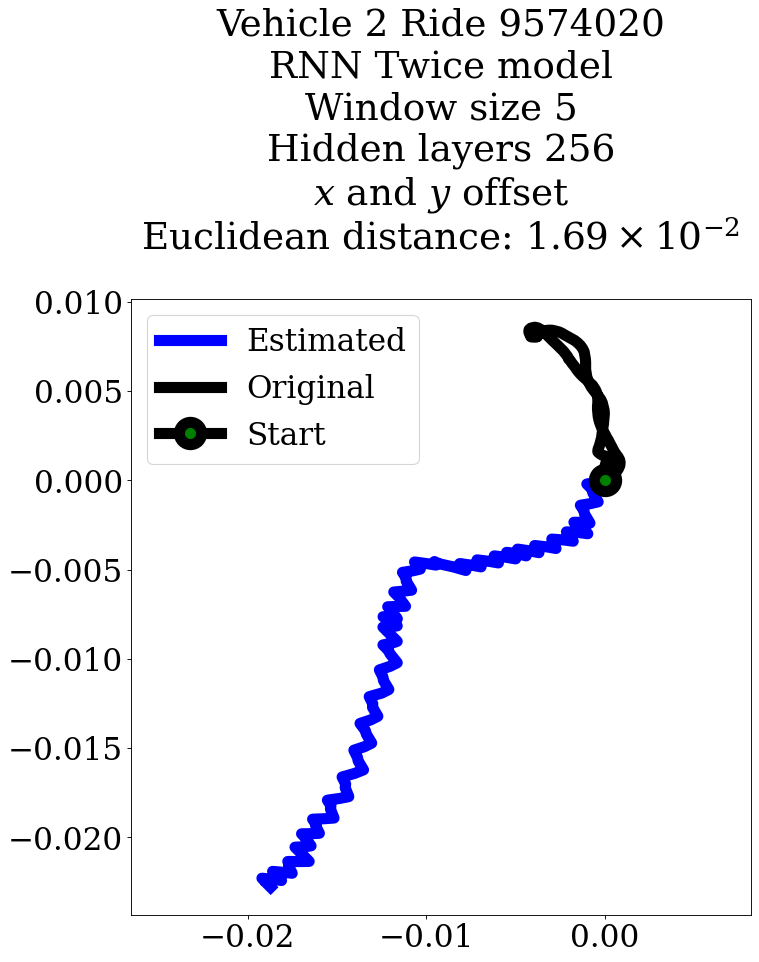 Vehicle 2 Ride 9574020
RNN Twice model
Window size 5
Hidden layers 256
x and y offset
Euclidean distance: 1.69 × 10⁻²
0.010
0.005
0.000
−0.005
−0.010
−0.015
−0.020
Estimated
Original
Start
−0.02 −0.01 0.00